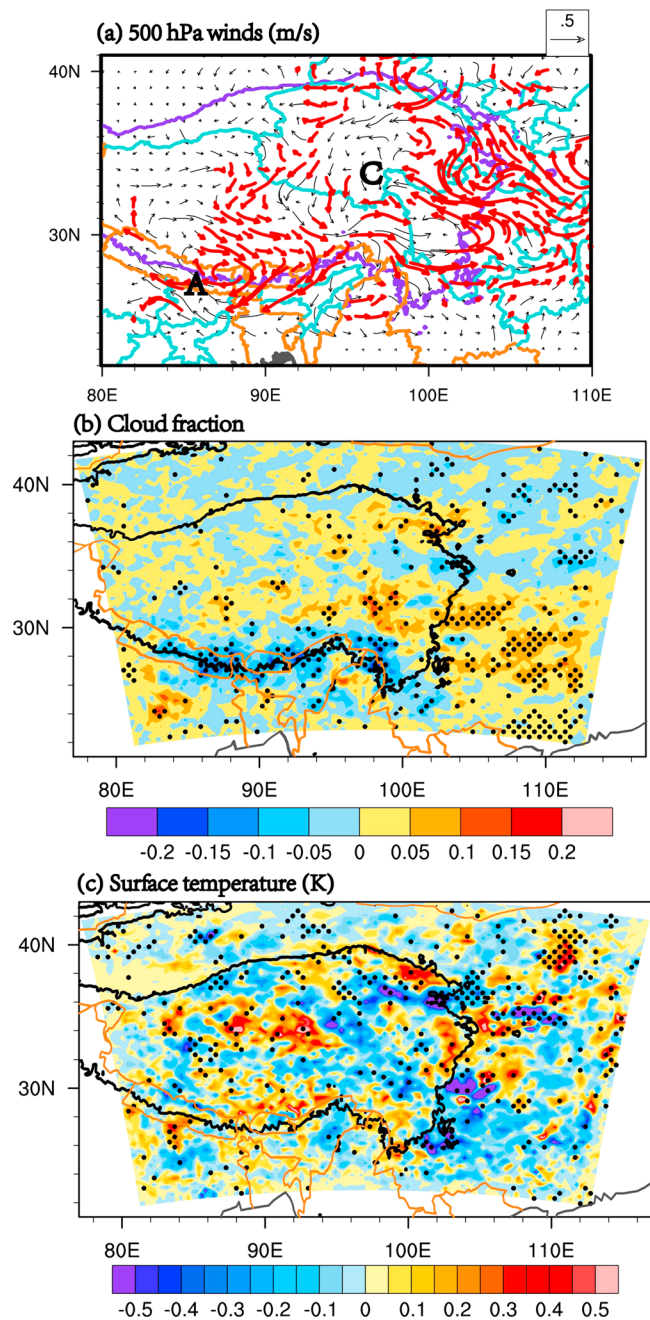 .5
(a) 500 hPa winds (m/s)
40N
C
30N
A
80E 90E 100E 110E
(b) Cloud fraction
40N
30N
80E 90E 100E 110E
-0.2 -0.15 -0.1 -0.05 0 0.05 0.1 0.15 0.2
(c) Surface temperature (K)
40N
30N
80E 90E 100E 110E
-0.5 -0.4 -0.3 -0.2 -0.1 0 0.1 0.2 0.3 0.4 0.5